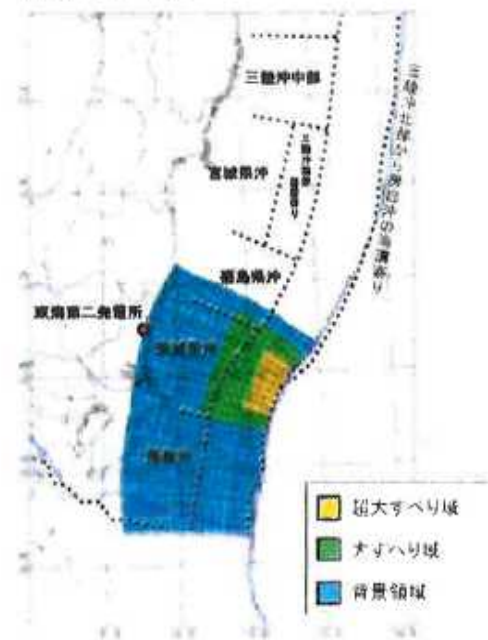 三陸沖中部
宮城県沖
福島県沖
東海第二発電所
茨城県沖
房総沖
三陸沖北部から房総沖の海溝寄り
超大すべり域
大すべり域
背景領域